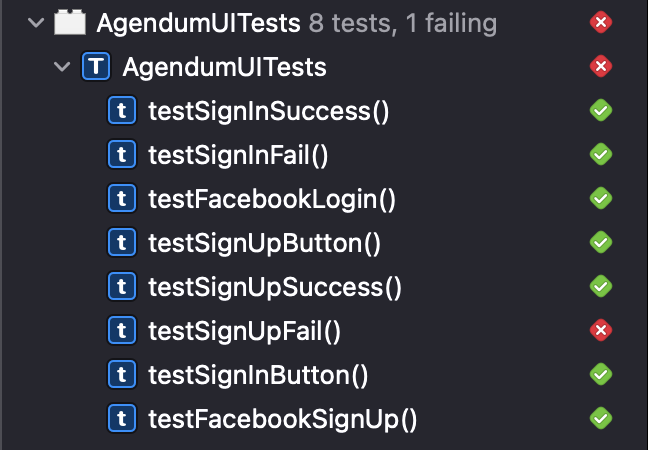 AgendumUITests 8 tests, 1 failing
T AgendumUITests
t testSignInSuccess()
t testSignInFail()
t testFacebookLogin()
t testSignUpButton()
t testSignUpSuccess()
t testSignUpFail()
t testSignInButton()
t testFacebookSignUp()